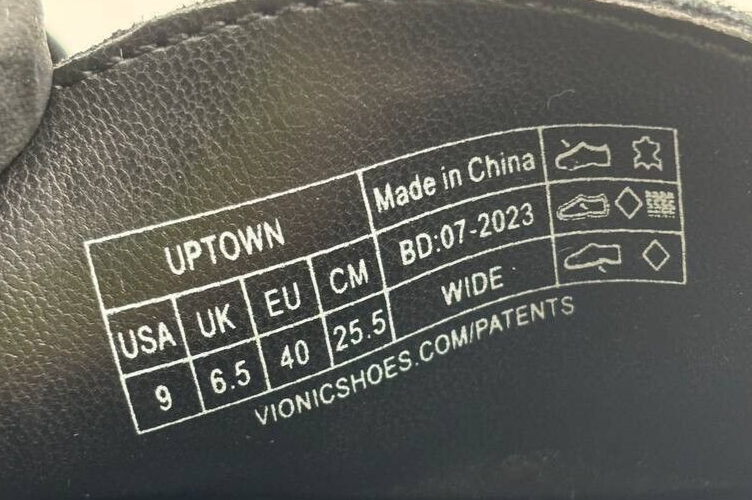 UPTOWN
Made in China
BD:07-2023
WIDE
USA UK EU CM
9 6.5 40 25.5
VIONICSHOES.COM/PATENTS